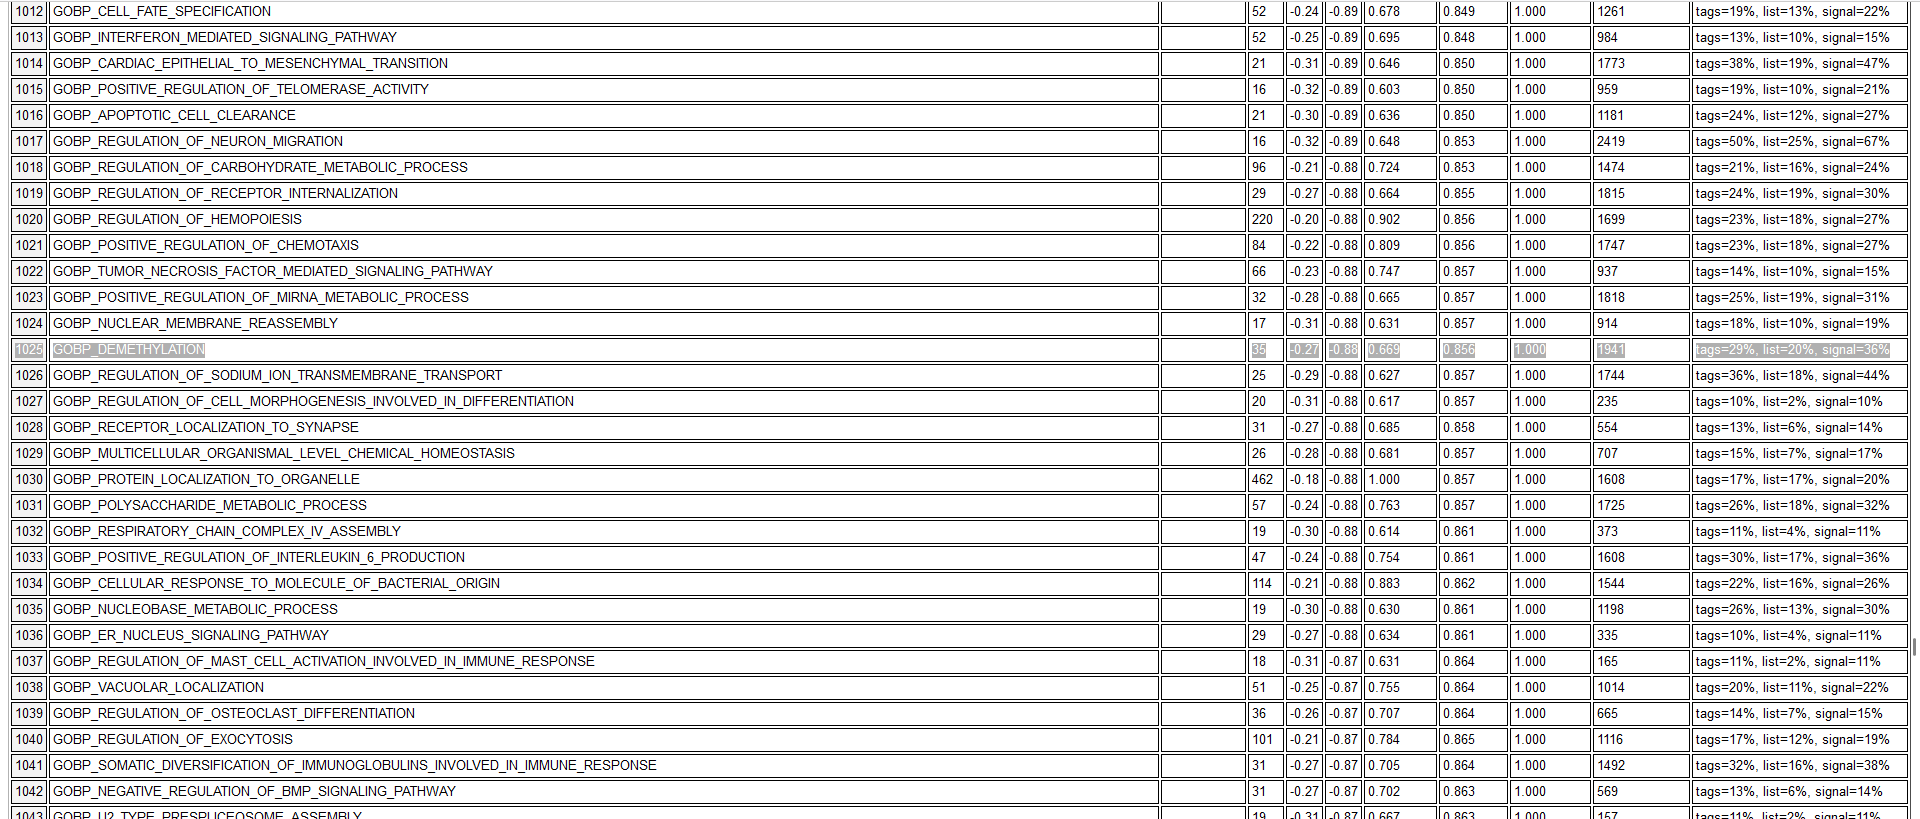 1012 GOBP_CELL_FATE_SPECIFICATION 52 -0.24 -0.89 0.678 0.849 1.000 1261 tags=19%, list=13%, signal=22%
1013 GOBP_INTERFERON_MEDIATED_SIGNALING_PATHWAY 52 -0.25 -0.89 0.695 0.848 1.000 984 tags=13%, list=10%, signal=15%
1014 GOBP_CARDIAC_EPITHELIAL_TO_MESENCHYMAL_TRANSITION 21 -0.31 -0.89 0.646 0.850 1.000 1773 tags=38%, list=19%, signal=47%
1015 GOBP_POSITIVE_REGULATION_OF_TELOMERASE_ACTIVITY 16 -0.32 -0.89 0.603 0.850 1.000 959 tags=19%, list=10%, signal=21%
1016 GOBP_APOPTOTIC_CELL_CLEARANCE 21 -0.30 -0.89 0.636 0.850 1.000 1181 tags=24%, list=12%, signal=27%
1017 GOBP_REGULATION_OF_NEURON_MIGRATION 16 -0.32 -0.89 0.648 0.853 1.000 2419 tags=50%, list=25%, signal=67%
1018 GOBP_REGULATION_OF_CARBOHYDRATE_METABOLIC_PROCESS 96 -0.21 -0.88 0.724 0.853 1.000 1474 tags=21%, list=16%, signal=24%
1019 GOBP_REGULATION_OF_RECEPTOR_INTERNALIZATION 29 -0.27 -0.88 0.664 0.855 1.000 1815 tags=24%, list=19%, signal=30%
1020 GOBP_REGULATION_OF_HEMOPOIESIS 220 -0.20 -0.88 0.902 0.856 1.000 1699 tags=23%, list=18%, signal=27%
1021 GOBP_POSITIVE_REGULATION_OF_CHEMOTAXIS 84 -0.22 -0.88 0.809 0.856 1.000 1747 tags=23%, list=18%, signal=27%
1022 GOBP_TUMOR_NECROSIS_FACTOR_MEDIATED_SIGNALING_PATHWAY 66 -0.23 -0.88 0.747 0.857 1.000 937 tags=14%, list=10%, signal=15%
1023 GOBP_POSITIVE_REGULATION_OF_MIRNA_METABOLIC_PROCESS 32 -0.28 -0.88 0.665 0.857 1.000 1818 tags=25%, list=19%, signal=31%
1024 GOBP_NUCLEAR_MEMBRANE_REASSEMBLY 17 -0.31 -0.88 0.631 0.857 1.000 914 tags=18%, list=10%, signal=19%
1025 GOBP_DEMETHYLATION 35 -0.27 -0.88 0.669 0.856 1.000 1941 tags=29%, list=20%, signal=36%
1026 GOBP_REGULATION_OF_SODIUM_ION_TRANSMEMBRANE_TRANSPORT 25 -0.29 -0.88 0.627 0.857 1.000 1744 tags=36%, list=18%, signal=44%
1027 GOBP_REGULATION_OF_CELL_MORPHOGENESIS_INVOLVED_IN_DIFFERENTIATION 20 -0.31 -0.88 0.617 0.857 1.000 235 tags=10%, list=2%, signal=10%
1028 GOBP_RECEPTOR_LOCALIZATION_TO_SYNAPSE 31 -0.27 -0.88 0.685 0.858 1.000 554 tags=13%, list=6%, signal=14%
1029 GOBP_MULTICELLULAR_ORGANISMAL_LEVEL_CHEMICAL_HOMEOSTASIS 26 -0.28 -0.88 0.681 0.857 1.000 707 tags=15%, list=7%, signal=17%
1030 GOBP_PROTEIN_LOCALIZATION_TO_ORGANELLE 462 -0.18 -0.88 1.000 0.857 1.000 1608 tags=17%, list=17%, signal=20%
1031 GOBP_POLYSACCHARIDE_METABOLIC_PROCESS 57 -0.24 -0.88 0.763 0.857 1.000 1725 tags=26%, list=18%, signal=32%
1032 GOBP_RESPIRATORY_CHAIN_COMPLEX_IV_ASSEMBLY 19 -0.30 -0.88 0.614 0.861 1.000 373 tags=11%, list=4%, signal=11%
1033 GOBP_POSITIVE_REGULATION_OF_INTERLEUKIN_6_PRODUCTION 47 -0.24 -0.88 0.754 0.861 1.000 1608 tags=30%, list=17%, signal=36%
1034 GOBP_CELLULAR_RESPONSE_TO_MOLECULE_OF_BACTERIAL_ORIGIN 114 -0.21 -0.88 0.883 0.862 1.000 1544 tags=22%, list=16%, signal=26%
1035 GOBP_NUCLEOBASE_METABOLIC_PROCESS 19 -0.30 -0.88 0.630 0.861 1.000 1198 tags=26%, list=13%, signal=30%
1036 GOBP_ER_NUCLEUS_SIGNALING_PATHWAY 29 -0.27 -0.88 0.634 0.861 1.000 335 tags=10%, list=4%, signal=11%
1037 GOBP_REGULATION_OF_MAST_CELL_ACTIVATION_INVOLVED_IN_IMMUNE_RESPONSE 18 -0.31 -0.87 0.631 0.864 1.000 165 tags=11%, list=2%, signal=11%
1038 GOBP_VACUOLAR_LOCALIZATION 51 -0.25 -0.87 0.755 0.864 1.000 1014 tags=20%, list=11%, signal=22%
1039 GOBP_REGULATION_OF_OSTEOCLAST_DIFFERENTIATION 36 -0.26 -0.87 0.707 0.864 1.000 665 tags=14%, list=7%, signal=15%
1040 GOBP_REGULATION_OF_EXOCYTOSIS 101 -0.21 -0.87 0.784 0.865 1.000 1116 tags=17%, list=12%, signal=19%
1041 GOBP_SOMATIC_DIVERSIFICATION_OF_IMMUNOGLOBULINS_INVOLVED_IN_IMMUNE_RESPONSE 31 -0.27 -0.87 0.705 0.864 1.000 1492 tags=32%, list=16%, signal=38%
1042 GOBP_NEGATIVE_REGULATION_OF_BMP_SIGNALING_PATHWAY 31 -0.27 -0.87 0.702 0.863 1.000 569 tags=13%, list=6%, signal=14%
1043 GOBP_U2_TYPE_PRESPLICEOSOME_ASSEMBLY 19 -0.31 -0.87 0.667 0.863 1.000 157 tags=11%, list=2%, signal=11%